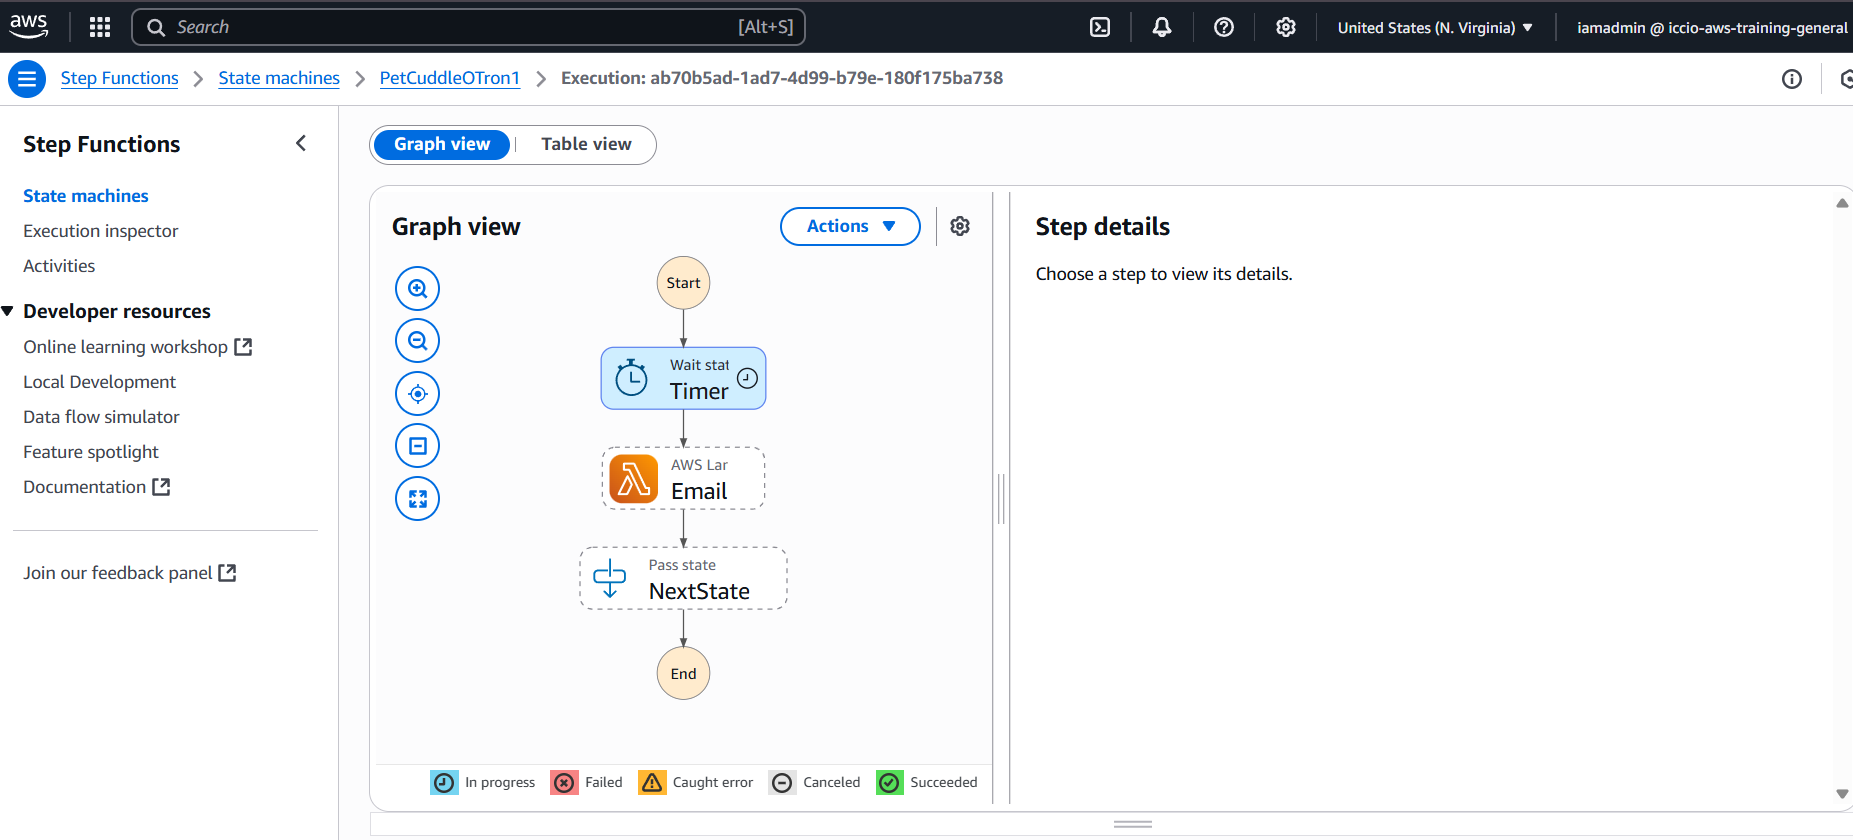 aws
Search
[Alt+S]
United States (N. Virginia)
iamadmin @ iccio-aws-training-general
Step Functions
State machines
PetCuddleOTron1
Execution: ab70b5ad-1ad7-4d99-b79e-180f175ba738
Step Functions
State machines
Execution inspector
Activities
Developer resources
Online learning workshop
Local Development
Data flow simulator
Feature spotlight
Documentation
Join our feedback panel
Graph view
Table view
Graph view
Actions
Start
Wait stat
Timer
AWS Lar
Email
Pass state
NextState
End
In progress
Failed
Caught error
Canceled
Succeeded
Step details
Choose a step to view its details.